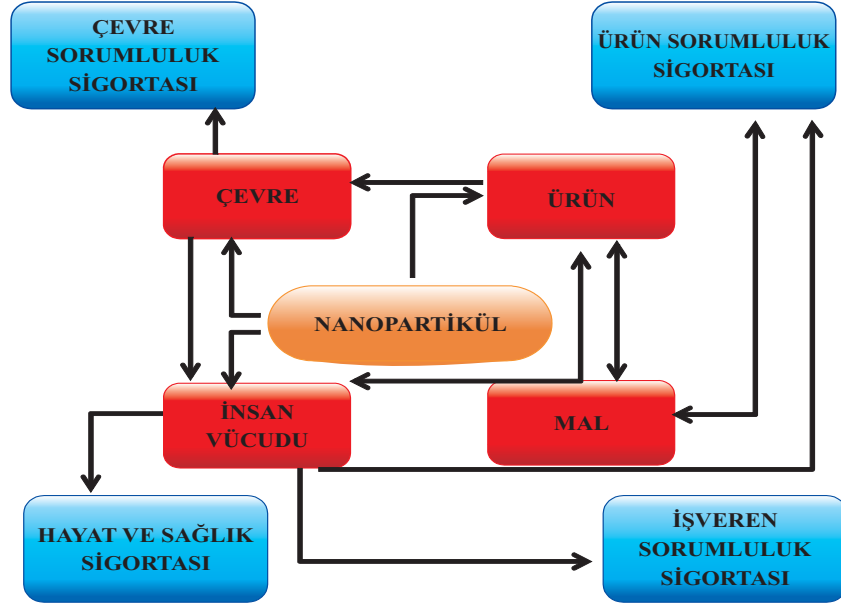 ÇEVRE
SORUMLULUK
SİGORTASI
ÜRÜN SORUMLULUK
SİGORTASI
ÇEVRE
ÜRÜN
NANOPARTİKÜL
İNSAN
VÜCUDU
MAL
HAYAT VE SAĞLIK
SİGORTASI
İŞVEREN
SORUMLULUK
SİGORTASI